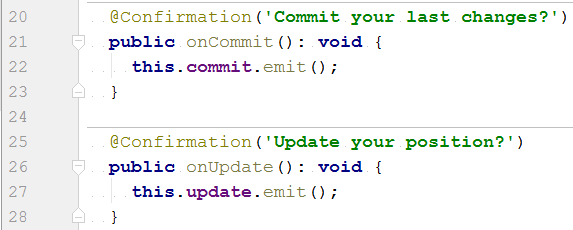 20 @Confirmation('Commit your last changes?')
21 public onCommit(): void {
22 this.commit.emit();
23 }
24
25 @Confirmation('Update your position?')
26 public onUpdate(): void {
27 this.update.emit();
28 }